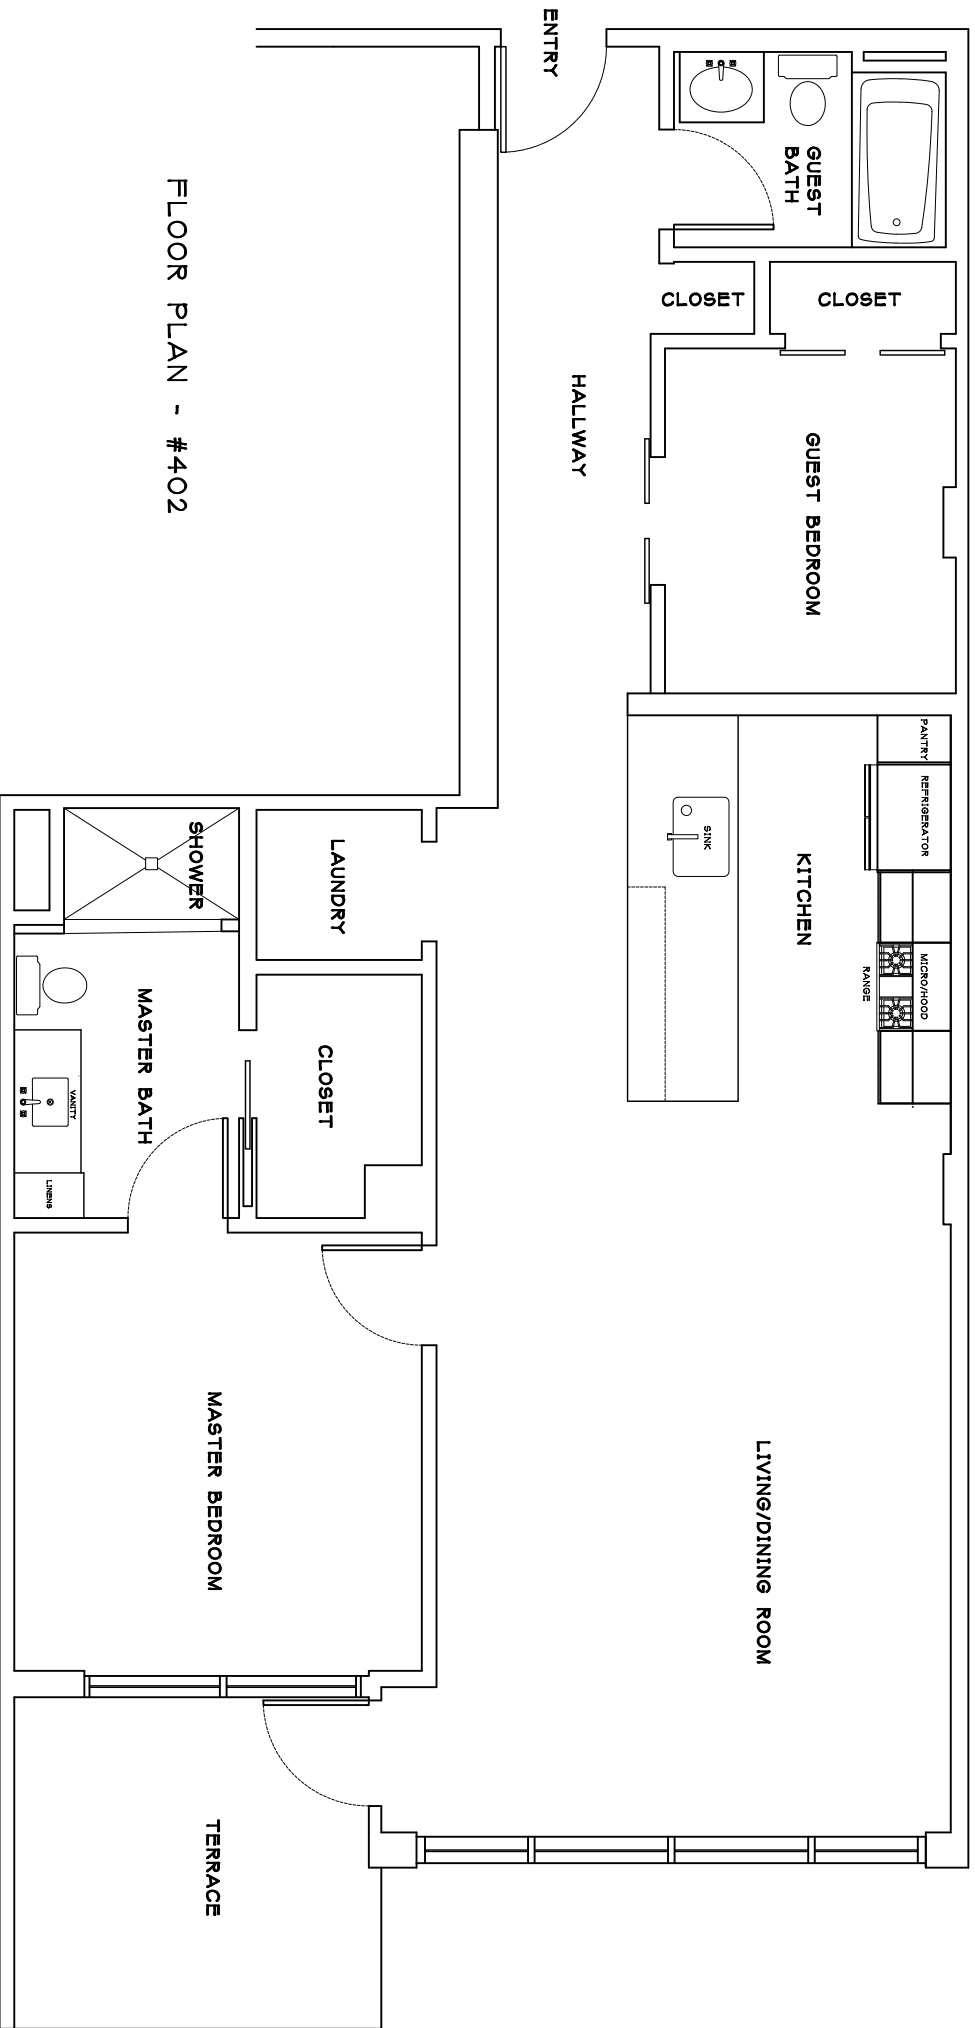 ENTRY
GUEST
BATH
CLOSET
CLOSET
HALLWAY
GUEST BEDROOM
FLOOR PLAN - #402
PANTRY
REFRIGERATOR
SINK
KITCHEN
MICRO/HOOD
RANGE
SHOWER
LAUNDRY
MASTER BATH
CLOSET
VANITY
LINENS
MASTER BEDROOM
LIVING/DINING ROOM
TERRACE